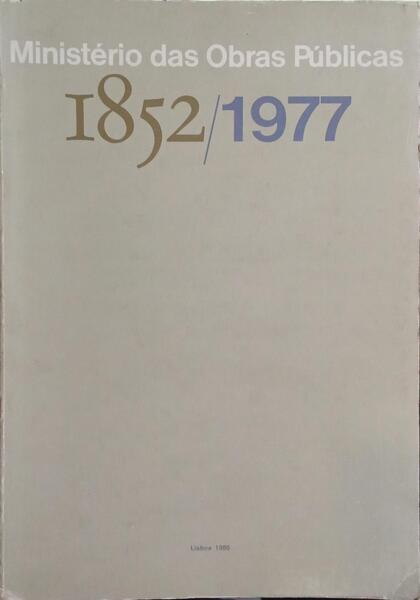 Ministério das Obras Públicas
1852/1977
Lisboa 1986